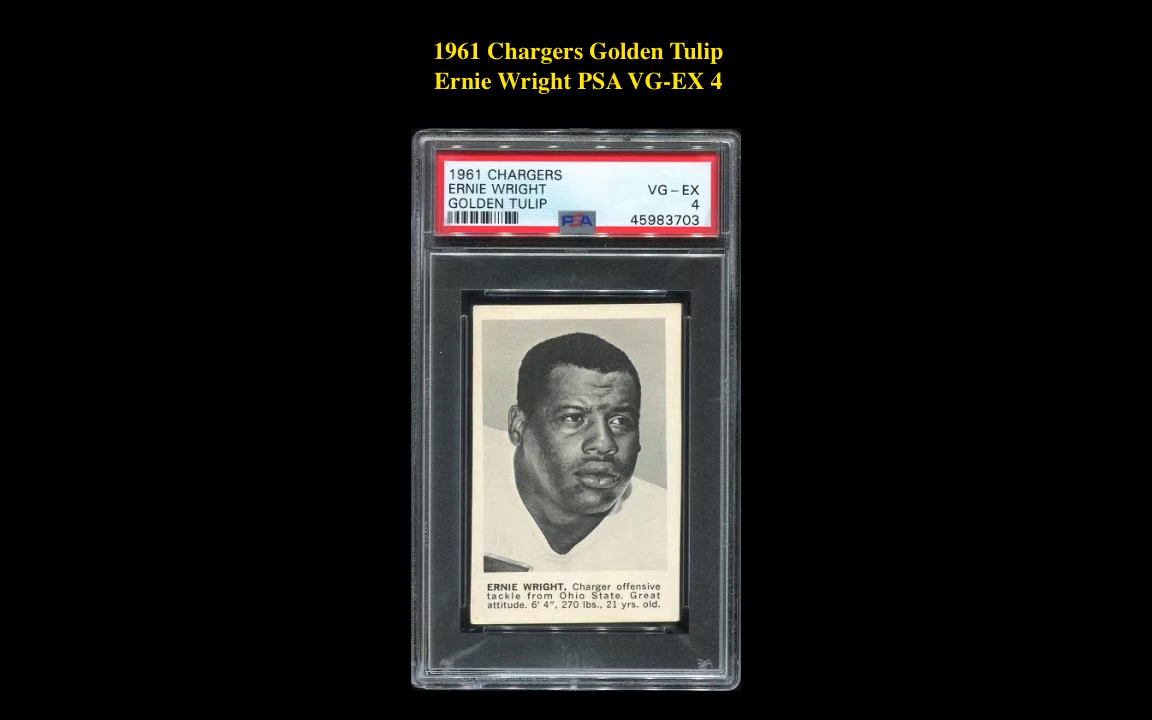 1961 Chargers Golden Tulip
Ernie Wright PSA VG-EX 4
1961 CHARGERS
ERNIE WRIGHT
VG – EX
GOLDEN TULIP
4
PSA
45983703
ERNIE WRIGHT, Charger offensive
tackle from Ohio State. Great
attitude. 6' 4", 270 lbs., 21 yrs. old.